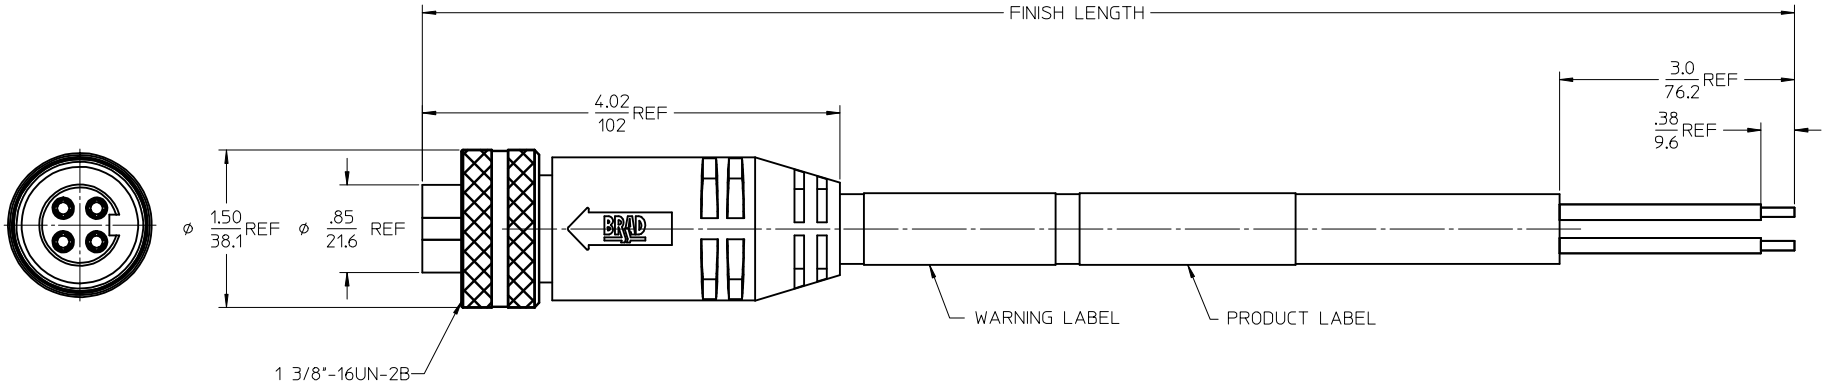 FINISH LENGTH
3.0
76.2 REF
4.02
102 REF
.38
9.6 REF
ø 1.50
38.1 REF
ø .85
21.6 REF
BRAD
WARNING LABEL
PRODUCT LABEL
1 3/8"-16UN-2B